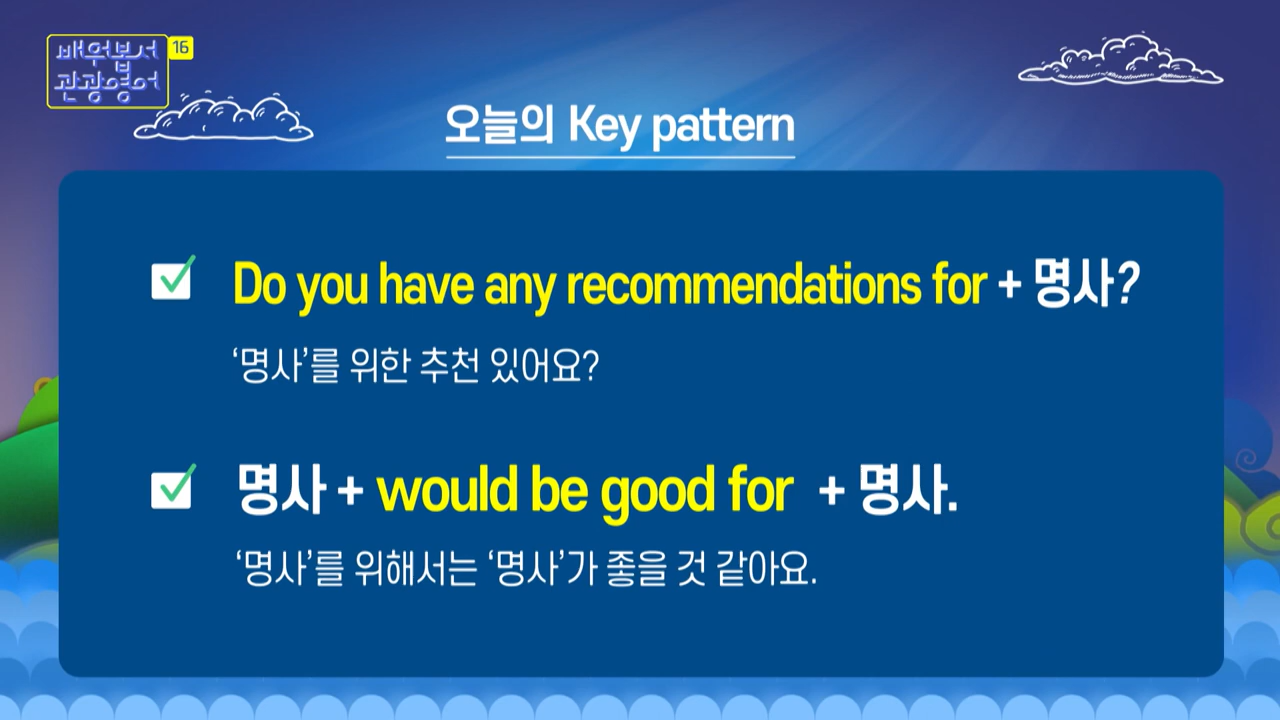 배워봅서 16
관광영어
오늘의 Key pattern
Do you have any recommendations for + 명사?
‘명사’를 위한 추천 있어요?
명사 + would be good for + 명사.
‘명사’를 위해서는 ‘명사’가 좋을 것 같아요.